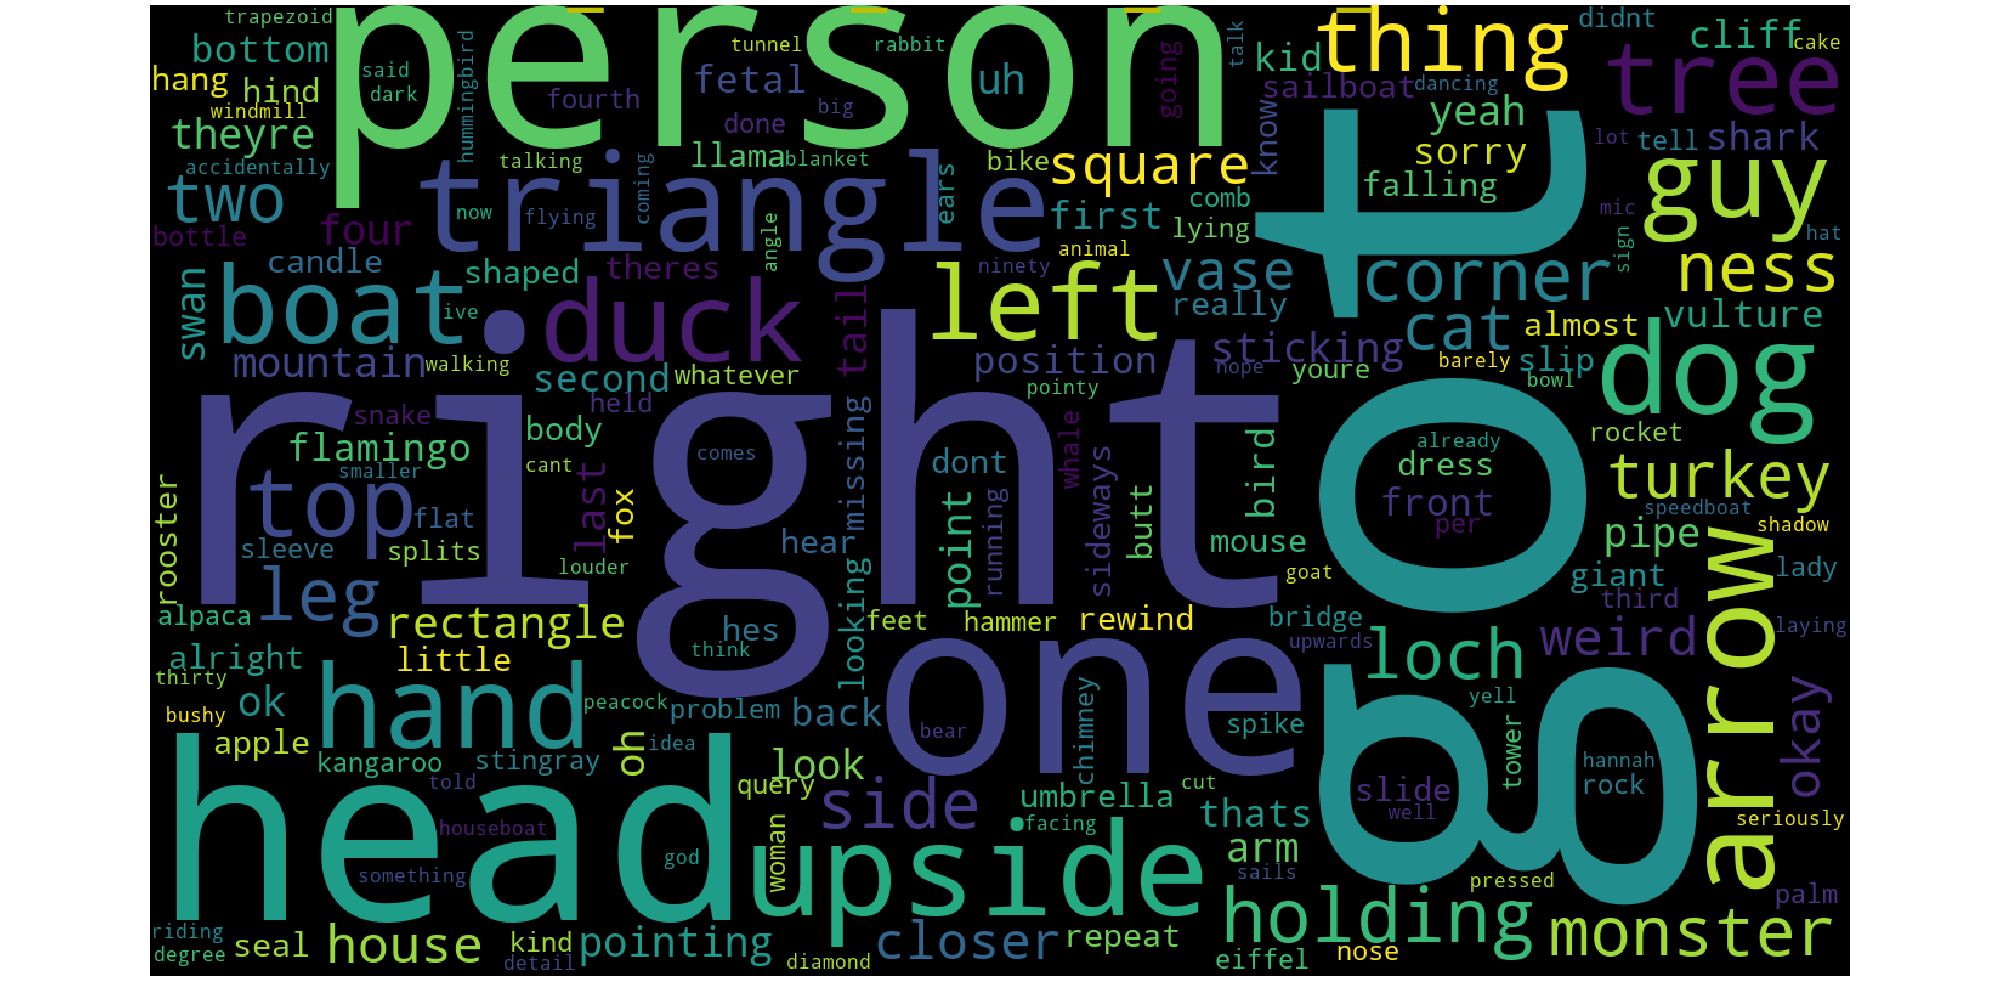 trapezoid
person
thing
didnt
cliff
cake
bottom
tunnel
rabbit
talk
kid
tree
hang
hind
said
dark
hummingbird
fetal
uh
going
sailboat
dancing
windmill
fourth
big
know
yeah
theyre
done
lot
tell
shark
talking
llama
blanket
bike
square
sorry
guy
accidentally
two
triangle
coming
ears
first
comb
falling
mic
bottle
four
now
flying
angle
lying
got
sign
hat
swan
candle
shaped
theres
animal
ninety
vase
corner
ness
boat
ive
duck
tail
left
really
cat
almost
vulture
mountain
walking
second
whatever
position
sticking
nope
youre
barely
slip
bowl
dog
snake
held
right
pointy
flamingo
smaller
body
cant
comes
missing
dont
whale
bird
already
dress
rocket
turkey
rooster
top
flat
last
fox
point
running
sideways
butt
front
per
speedboat
shadow
sleeve
splits
louder
hear
looking
mouse
goat
pipe
arrow
giant
lady
alpaca
leg
rectangle
hes
feet
hammer
rewind
bridge
third
laying
alright
little
think
one
upwards
loch
weird
thirty
bushy
ok
hand
peacock
problem
back
chimney
spike
yell
tower
okay
apple
oh
idea
bear
hannah
kangaroo
stingray
look
query
cut
slide
rock
head
told
houseboat
side
umbrella
thats
well
seriously
god
woman
facing
arm
something
upside
sails
pressed
palm
riding
holding
monster
degree
seal
house
kind
detail
pointing
diamond
closer
repeat
eiffel
nose